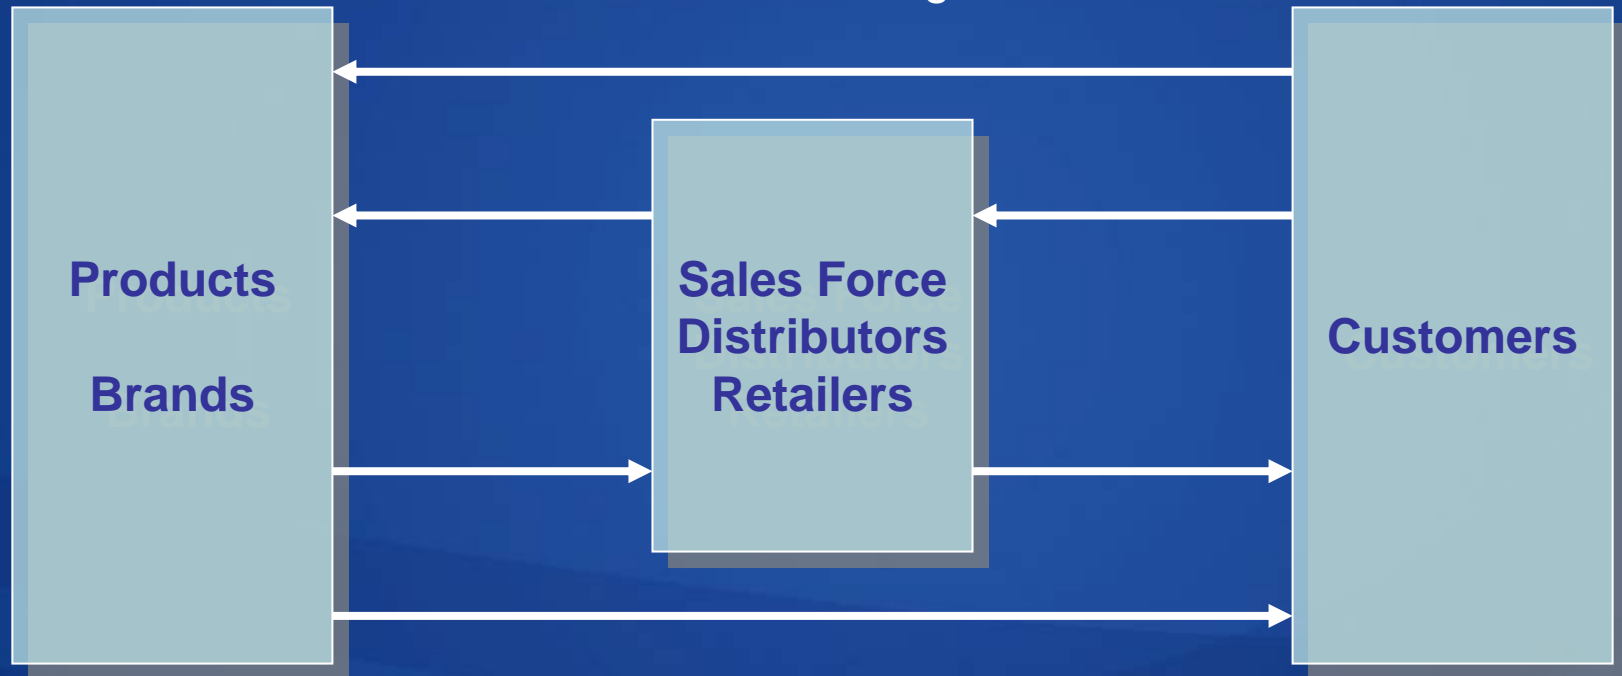 Products
Brands
Sales Force
Distributors
Retailers
Customers